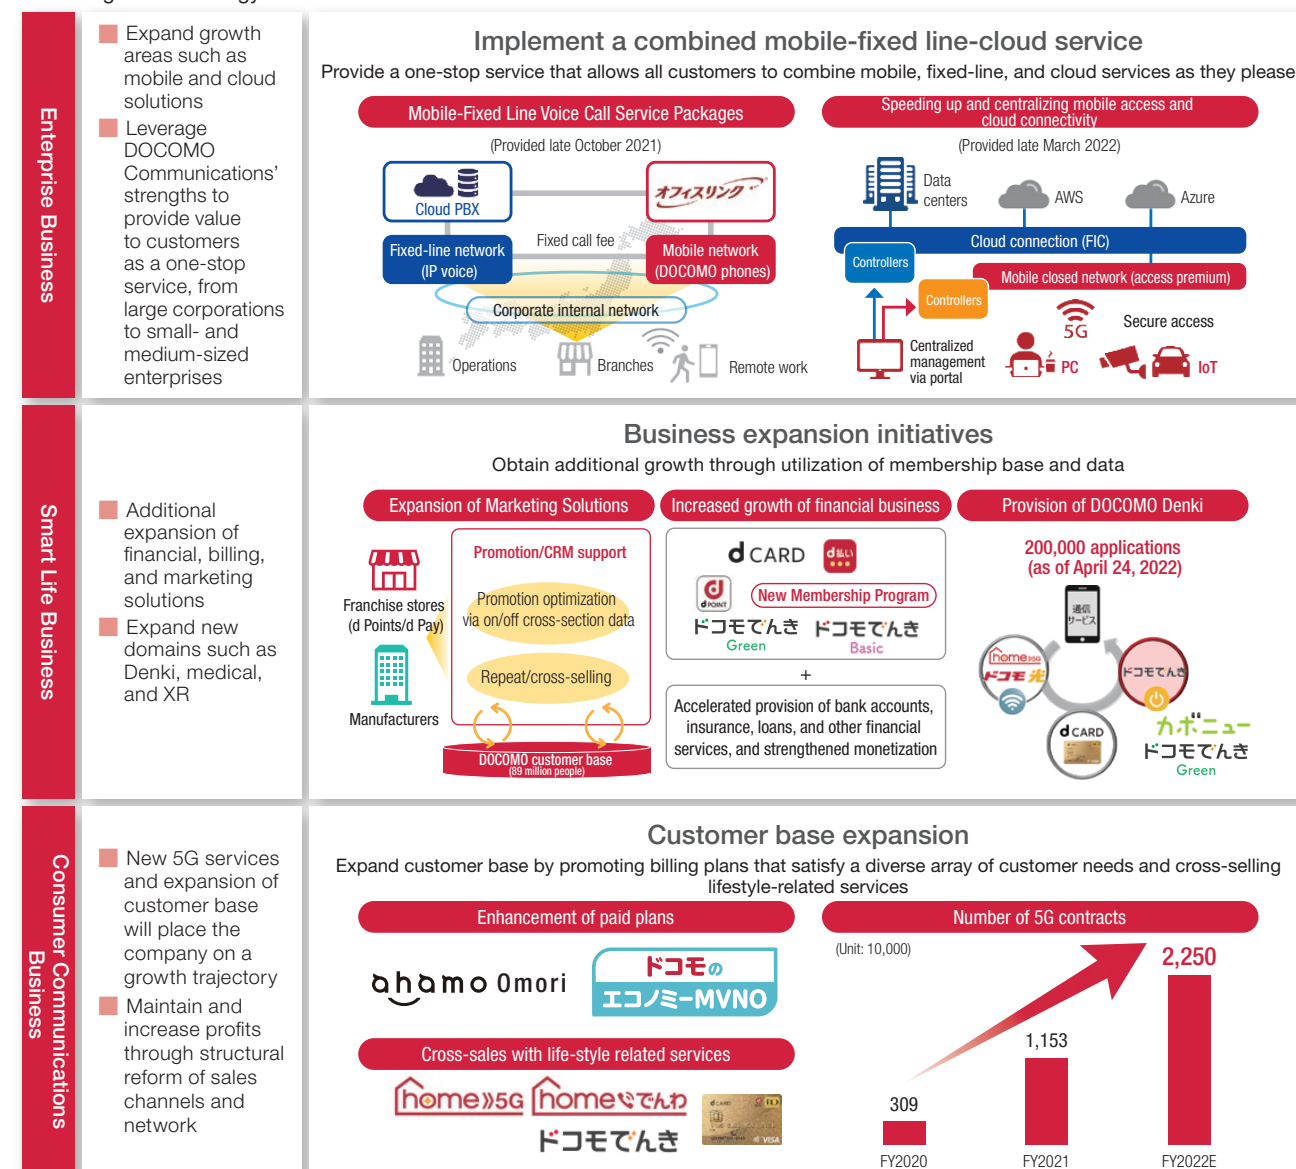 Enterprise Business
Expand growth
areas such as
mobile and cloud
solutions
Leverage
DOCOMO
Communications’
strengths to
provide value
to customers
as a one-stop
service, from
large corporations
to small- and
medium-sized
enterprises
Implement a combined mobile-fixed line-cloud service
Provide a one-stop service that allows all customers to combine mobile, fixed-line, and cloud services as they please
Mobile-Fixed Line Voice Call Service Packages
(Provided late October 2021)
Cloud PBX
オフィスリンク
Fixed-line network
(IP voice)
Fixed call fee
Mobile network
(DOCOMO phones)
Corporate internal network
Operations
Branches
Remote work
Speeding up and centralizing mobile access and
cloud connectivity
(Provided late March 2022)
Data
centers
AWS
Azure
Cloud connection (FIC)
Controllers
Mobile closed network (access premium)
Controllers
5G
Secure access
Centralized
management
via portal
PC
IoT
Smart Life Business
Additional
expansion of
financial, billing,
and marketing
solutions
Expand new
domains such as
Denki, medical,
and XR
Business expansion initiatives
Obtain additional growth through utilization of membership base and data
Expansion of Marketing Solutions
Promotion/CRM support
Franchise stores
(d Points/d Pay)
Promotion optimization
via on/off cross-section data
Repeat/cross-selling
Manufacturers
DOCOMO customer base
(89 million people)
Increased growth of financial business
d CARD
d払い
d POINT
New Membership Program
ドコモでんき
Green
ドコモでんき
Basic
+
Accelerated provision of bank accounts,
insurance, loans, and other financial
services, and strengthened monetization
Provision of DOCOMO Denki
200,000 applications
(as of April 24, 2022)
通信
サービス
home 5G
ドコモ光
ドコモでんき
d CARD
カボニュー
ドコモでんき
Green
Consumer Communications
Business
New 5G services
and expansion of
customer base
will place the
company on a
growth trajectory
Maintain and
increase profits
through structural
reform of sales
channels and
network
Customer base expansion
Expand customer base by promoting billing plans that satisfy a diverse array of customer needs and cross-selling
lifestyle-related services
Enhancement of paid plans
ahamo Omori
ドコモの
エコノミーMVNO
Cross-sales with life-style related services
home 5G
homeでんわ
d CARD
iD
VISA
ドコモでんき
Number of 5G contracts
(Unit: 10,000)
2,250
1,153
309
FY2020
FY2021
FY2022E